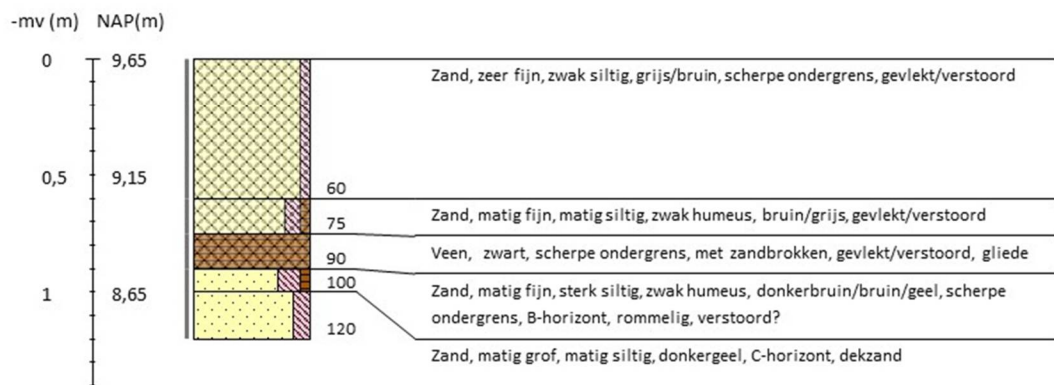 -mv (m) NAP(m)
0 9,65
Zand, zeer fijn, zwak siltig, grijs/bruin, scherpe ondergrens, gevlekt/verstoord
0,5 9,15
60
Zand, matig fijn, matig siltig, zwak humeus, bruin/grijs, gevlekt/verstoord
75
Veen, zwart, scherpe ondergrens, met zandbrokken, gevlekt/verstoord, gliede
90
1 8,65
100
Zand, matig fijn, sterk siltig, zwak humeus, donkerbruin/bruin/geel, scherpe
ondergrens, B-horizont, rommelig, verstoord?
120
Zand, matig grof, matig siltig, donkergeel, C-horizont, dekzand